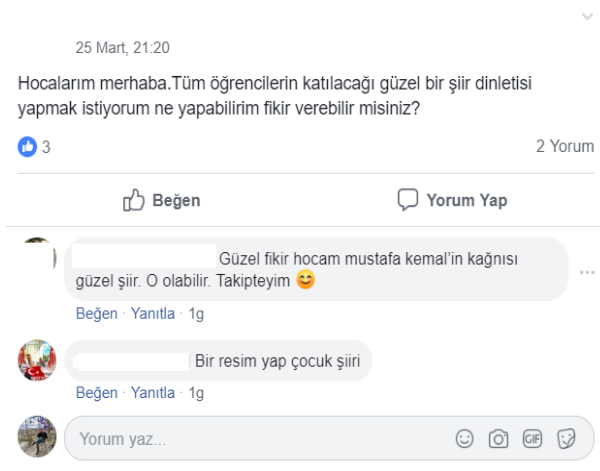 25 Mart, 21:20
Hocalarım merhaba.Tüm öğrencilerin katılacağı güzel bir şiir dinletisi
yapmak istiyorum ne yapabilirim fikir verebilir misiniz?
3
2 Yorum
Beğen
Yorum Yap
Güzel fikir hocam mustafa kemal'in kağnısı
güzel şiir. O olabilir. Takipteyim 😊
Beğen · Yanıtla · 1g
Bir resim yap çocuk şiiri
Beğen · Yanıtla · 1g
Yorum yaz...
GIF